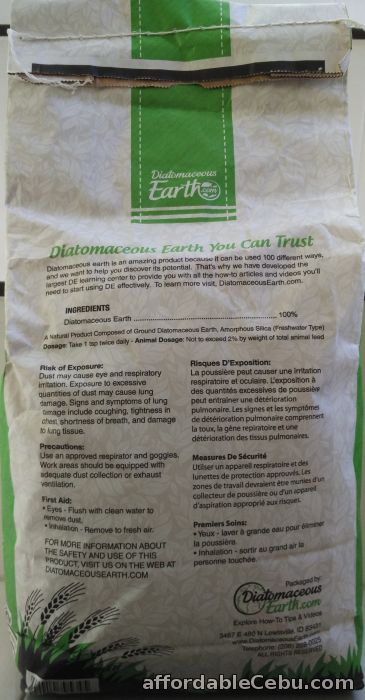 Diatomaceous
Earth.com
Diatomaceous Earth You Can Trust
Diatomaceous earth is an amazing product because it can be used 100 different ways,
and we want to help you discover its potential. That's why we have developed the
largest DE learning center to provide you with all the how-to articles and videos you'll
need to start using DE effectively. To learn more visit, DiatomaceousEarth.com.
INGREDIENTS
Diatomaceous Earth ........................................ 100%
A Natural Product Composed of Ground Diatomaceous Earth, Amorphous Silica (Freshwater Type)
Dosage: Take 1 tsp twice daily - Animal Dosage: Not to exceed 2% by weight of total animal feed
Risk of Exposure:
Dust may cause eye and respiratory
irritation. Exposure to excessive
quantities of dust may cause lung
damage. Signs and symptoms of lung
damage include coughing, tightness in
chest, shortness of breath, and damage
to lung tissue.
Precautions:
Use an approved respirator and goggles.
Work areas should be equipped with
adequate dust collection or exhaust
ventilation.
First Aid:
• Eyes - Flush with clean water to
remove dust.
• Inhalation - Remove to fresh air.
FOR MORE INFORMATION ABOUT
THE SAFETY AND USE OF THIS
PRODUCT, VISIT US ON THE WEB AT
DIATOMACEOUSEARTH.COM
Risques D'Exposition:
La poussière peut causer une irritation
respiratoire et oculaire. L'exposition à
des quantités excessives de poussière
peut entrainer une détérioration
pulmonaire. Les signes et les symptômes
de détérioration pulmonaire comprennent
la toux, la gêne repiratoire et une
détérioration des tissus pulmonaires.
Measures De Sécurité
Utiliser un appareil respiratoire et des
lunettes de protection approuvés. Les
zones de travail devraient être munies d'un
collecteur de poussière ou d'un appareil
d'aspiration approprié aux risques.
Premiers Soins:
• Yeux - laver à grande eau pour éliminer
la poussière.
• Inhalation - sortir au grand air la
personne touchée.
Packaged by:
Diatomaceous
Earth.com
Explore How-To Tips & Videos
3467 E 480 N Lewisville, ID 83431
www.DiatomaceousEarth.com
Telephone:
ALL RIGHTS RESERVED
affordableCebu.com